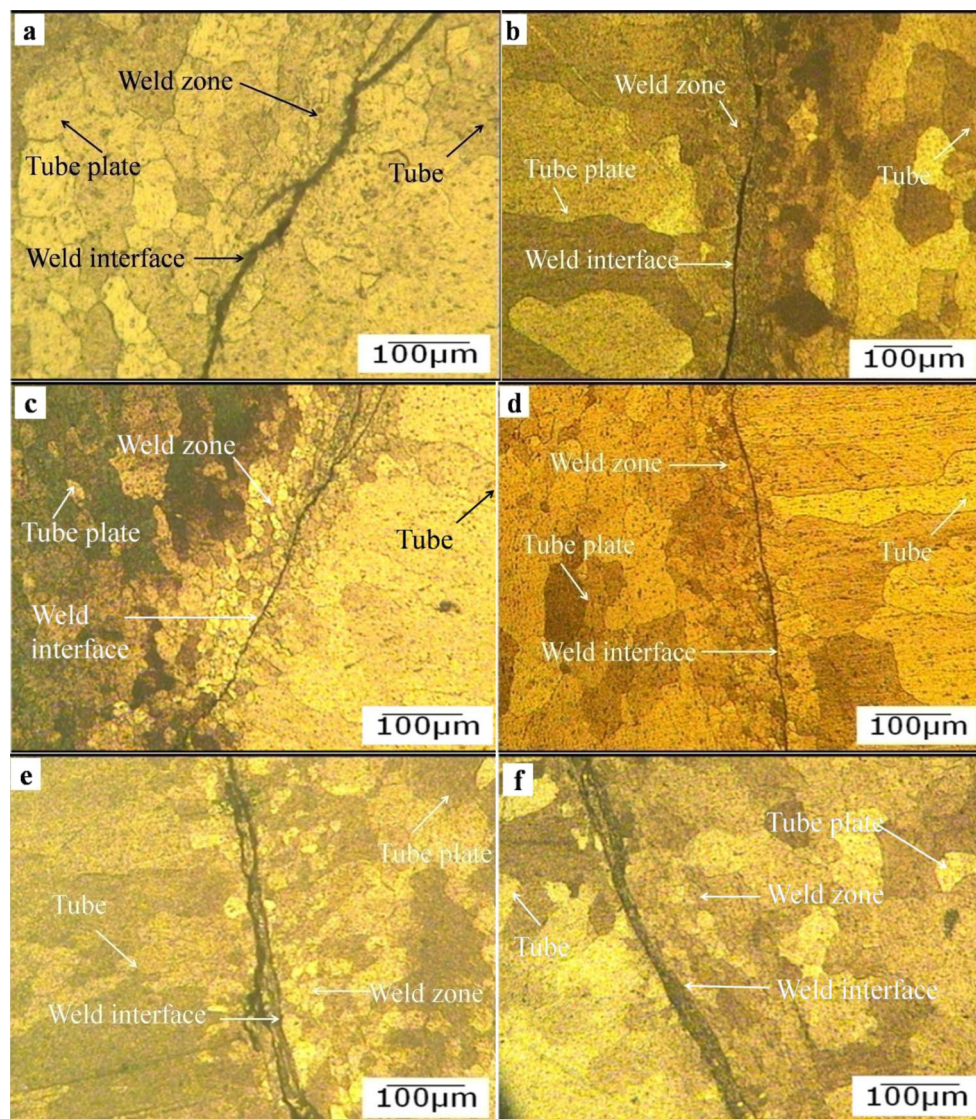 a
Weld zone
Tube plate
Tube
Weld interface
100µm
b
Weld zone
Tube plate
Tube
Weld interface
100µm
c
Weld zone
Tube plate
Tube
Weld
interface
100µm
d
Weld zone
Tube plate
Tube
Weld interface
100µm
e
Tube plate
Tube
Weld zone
Weld interface
100µm
f
Tube plate
Weld zone
Tube
Weld interface
100µm